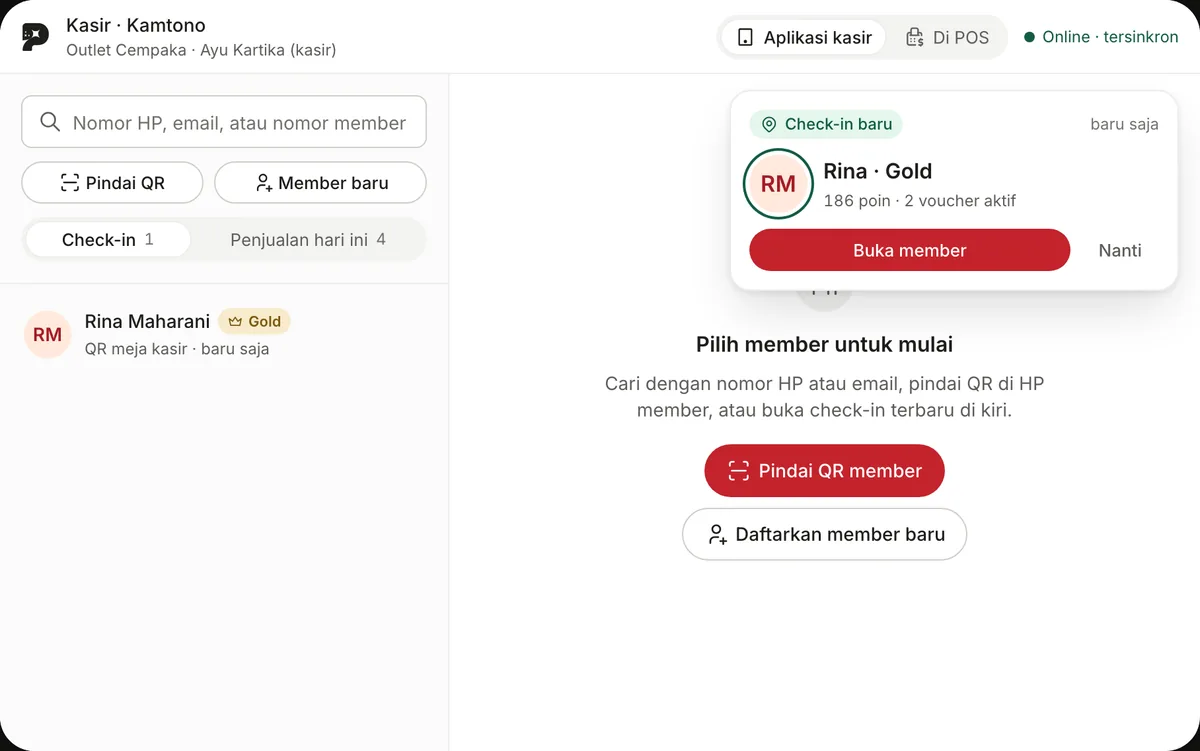 Kasir · Kamtono
Outlet Cempaka · Ayu Kartika (kasir)
Aplikasi kasir
Di POS
Online · tersinkron
Nomor HP, email, atau nomor member
Pindai QR
Member baru
Check-in 1
Penjualan hari ini 4
RM
Rina Maharani
Gold
QR meja kasir · baru saja
Check-in baru
baru saja
RM
Rina · Gold
186 poin · 2 voucher aktif
Buka member
Nanti
Pilih member untuk mulai
Cari dengan nomor HP atau email, pindai QR di HP
member, atau buka check-in terbaru di kiri.
Pindai QR member
Daftarkan member baru